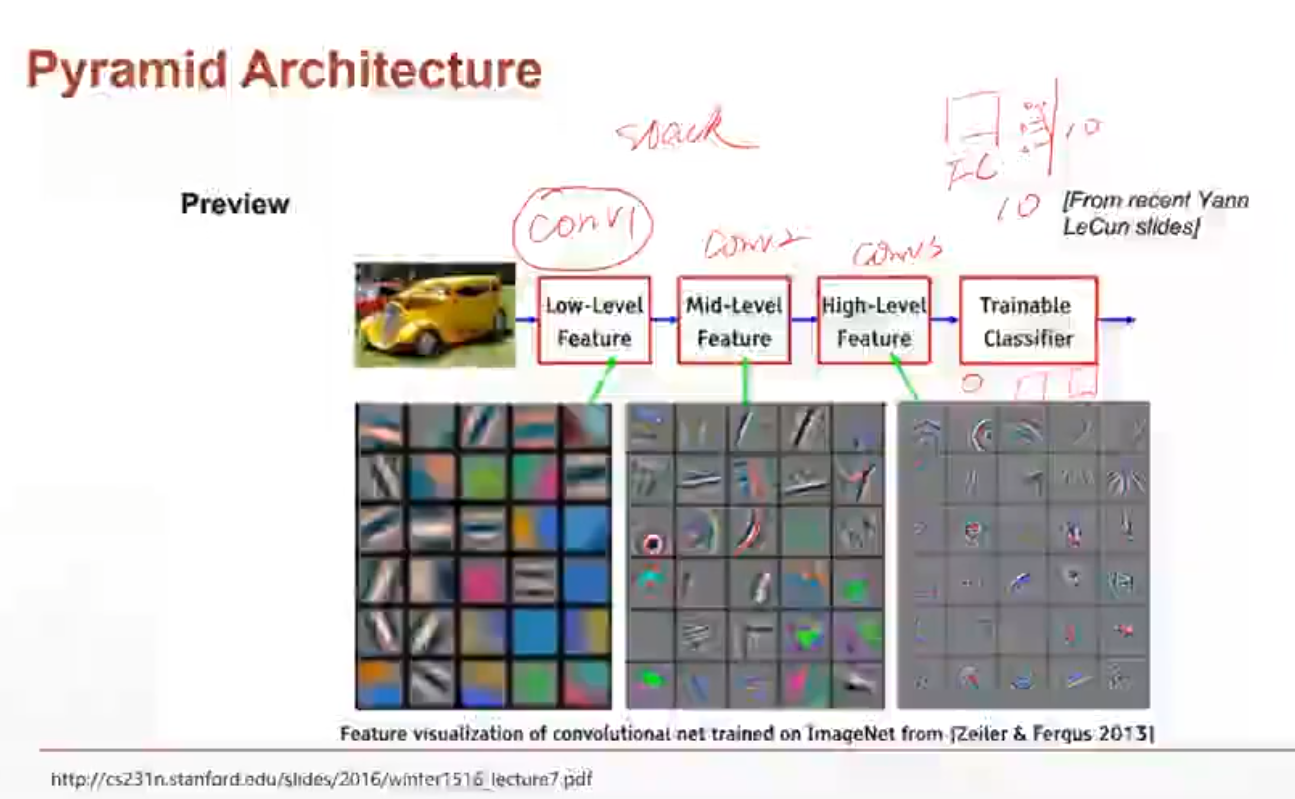 Pyramid Architecture
stack
10
FC
10
Preview
[From recent Yann
LeCun slides]
conv1
conv2
conv3
Low-Level
Feature
Mid-Level
Feature
High-Level
Feature
Trainable
Classifier
Feature visualization of convolutional net trained on ImageNet from [Zeiler & Fergus 2013]
http://cs231n.stanford.edu/slides/2016/winter1516_lecture7.pdf